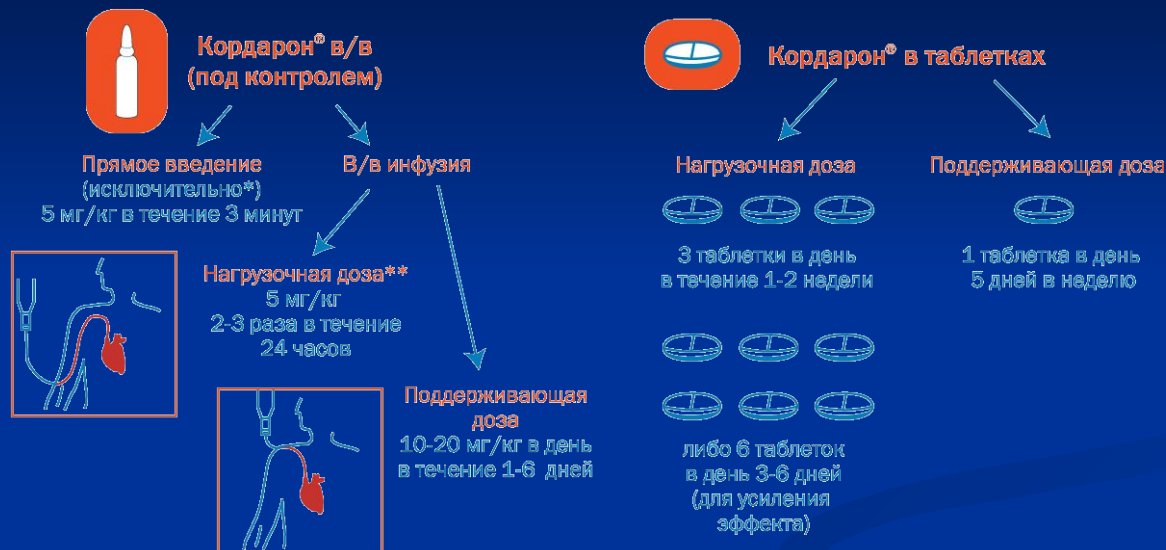 Кордарон® в/в
(под контролем)
Прямое введение
(исключительно*)
5 мг/кг в течение 3 минут
В/в инфузия
Нагрузочная доза**
5 мг/кг
2-3 раза в течение
24 часов
Поддерживающая
доза
10-20 мг/кг в день
в течение 1-6 дней
Кордарон® в таблетках
Нагрузочная доза
3 таблетки в день
в течение 1-2 недели
либо 6 таблеток
в день 3-6 дней
(для усиления
эффекта)
Поддерживающая доза
1 таблетка в день
5 дней в неделю